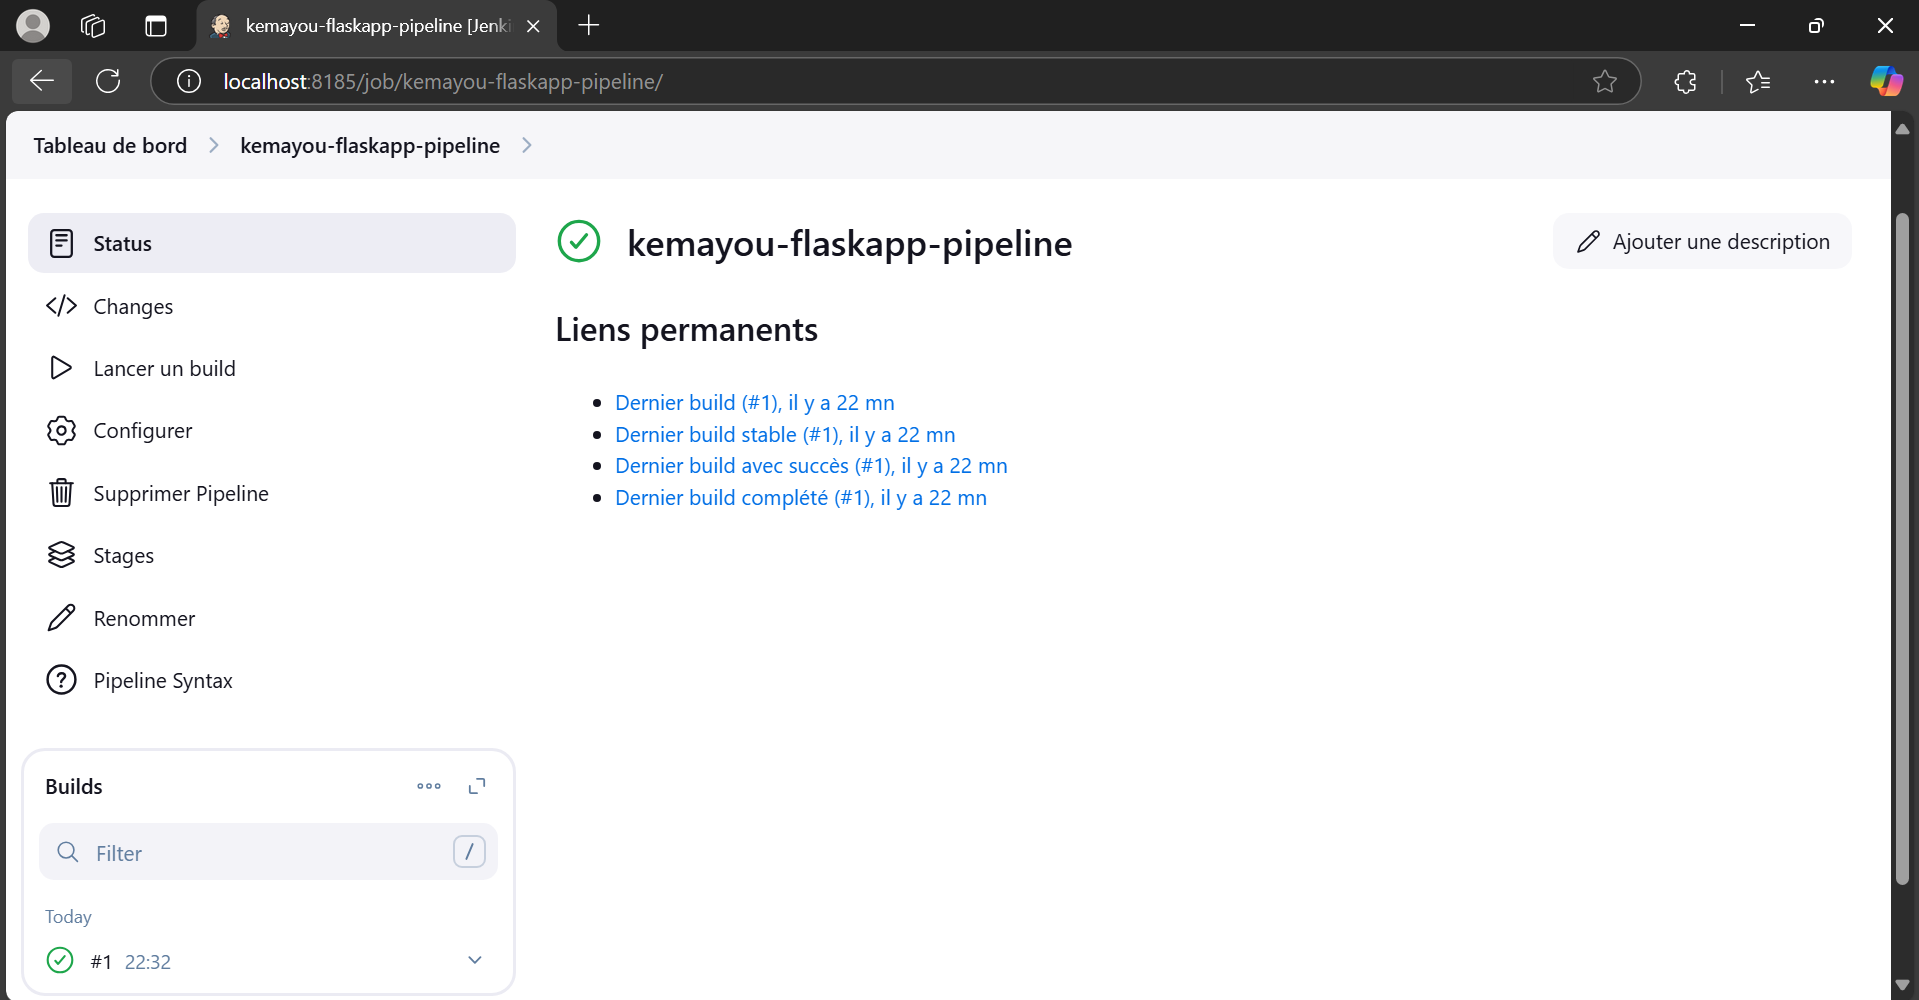 kemayou-flaskapp-pipeline [Jenki
localhost:8185/job/kemayou-flaskapp-pipeline/
Tableau de bord
kemayou-flaskapp-pipeline
Status
Changes
Lancer un build
Configurer
Supprimer Pipeline
Stages
Renommer
Pipeline Syntax
Builds
Filter
/
Today
#1 22:32
kemayou-flaskapp-pipeline
Ajouter une description
Liens permanents
Dernier build (#1), il y a 22 mn
Dernier build stable (#1), il y a 22 mn
Dernier build avec succès (#1), il y a 22 mn
Dernier build complété (#1), il y a 22 mn